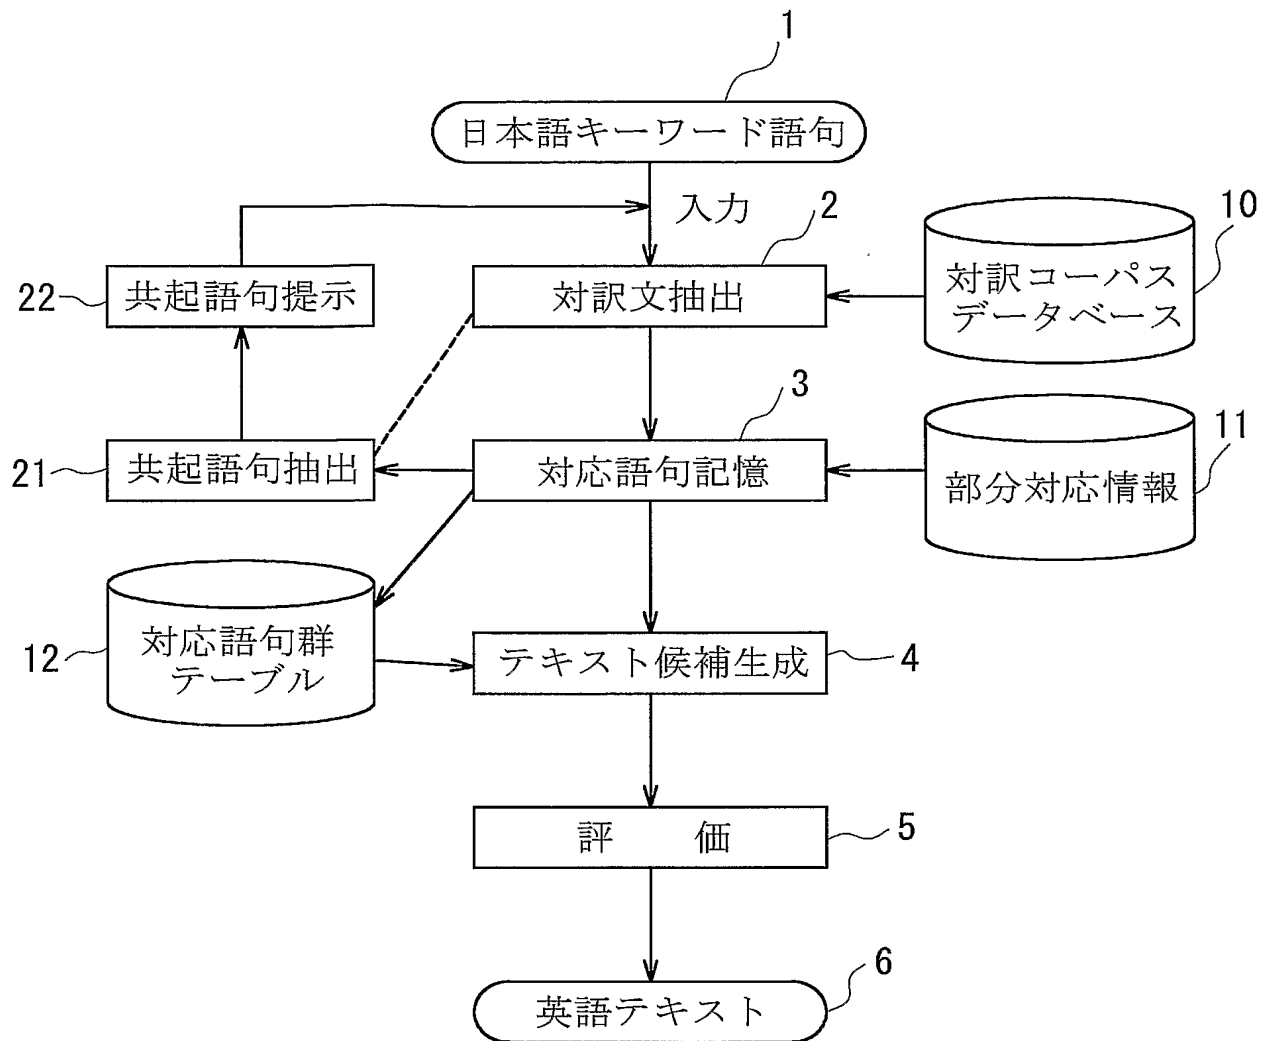 1
日本語キーワード語句
入力
2
10
22
共起語句提示
対訳文抽出
対訳コーパス
データベース
3
11
21
共起語句抽出
対応語句記憶
部分対応情報
12
対応語句群
テーブル
テキスト候補生成
4
評 価
5
6
英語テキスト